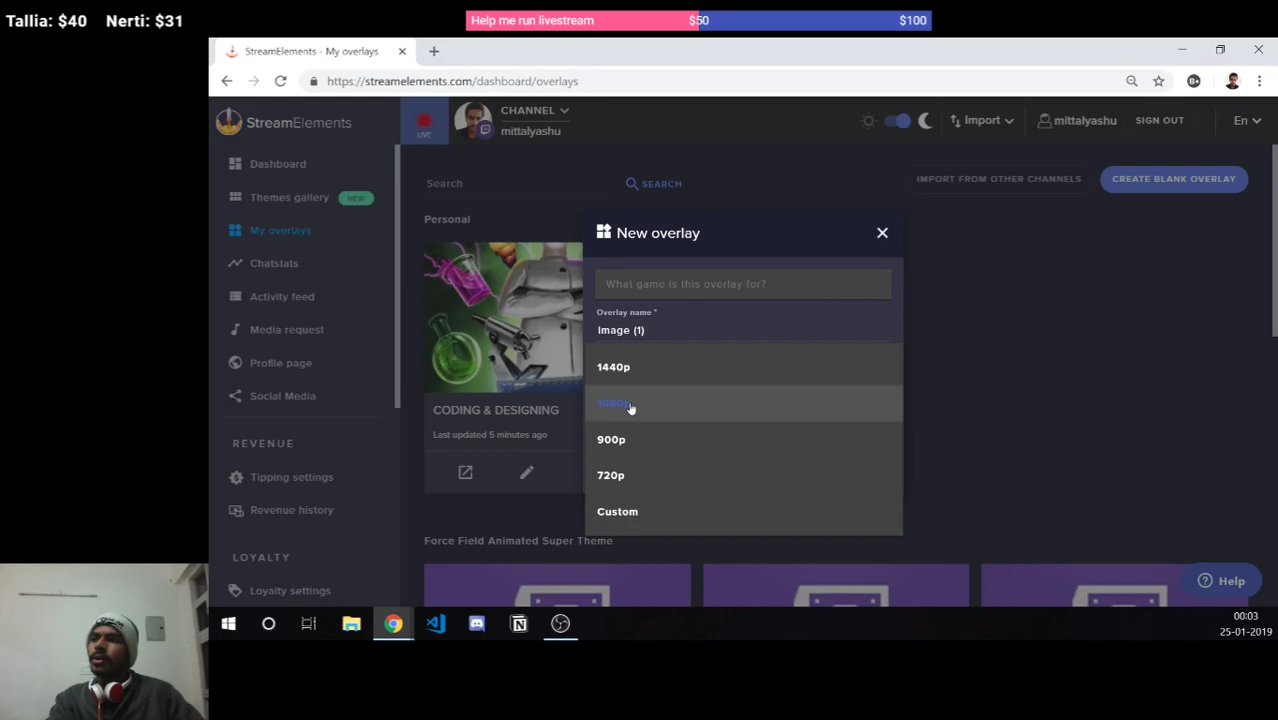 Tallia: $40 Nerti: $31
Help me run livestream $50 $100
StreamElements - My overlays
https://streamelements.com/dashboard/overlays
StreamElements
LIVE
CHANNEL
mittalyashu
Import
mittalyashu
SIGN OUT
En
Dashboard
Themes gallery NEW
My overlays
Chatstats
Activity feed
Media request
Profile page
Social Media
REVENUE
Tipping settings
Revenue history
LOYALTY
Loyalty settings
Search
SEARCH
IMPORT FROM OTHER CHANNELS
CREATE BLANK OVERLAY
Personal
CODING & DESIGNING
Last updated 5 minutes ago
New overlay
What game is this overlay for?
Overlay name *
Image (1)
1440p
1080p
900p
720p
Custom
Force Field Animated Super Theme
Help
00:03
25-01-2019